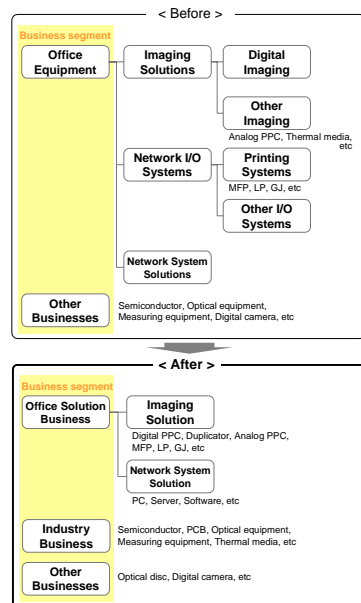 < Before >
Business segment
Office
Equipment
Imaging
Solutions
Digital
Imaging
Other
Imaging
Analog PPC, Thermal media,
etc
Network I/O
Systems
Printing
Systems
MFP, LP, GJ, etc
Other I/O
Systems
Network System
Solutions
Other
Businesses
Semiconductor, Optical equipment,
Measuring equipment, Digital camera, etc
< After >
Business segment
Office Solution
Business
Imaging
Solution
Digital PPC, Duplicator, Analog PPC,
MFP, LP, GJ, etc
Network System
Solution
PC, Server, Software, etc
Industry
Business
Semiconductor, PCB, Optical equipment,
Measuring equipment, Thermal media, etc
Other
Businesses
Optical disc, Digital camera, etc